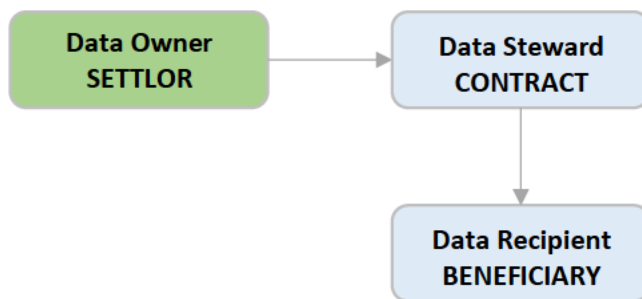 Data Owner
SETTLOR
Data Steward
CONTRACT
Data Recipient
BENEFICIARY